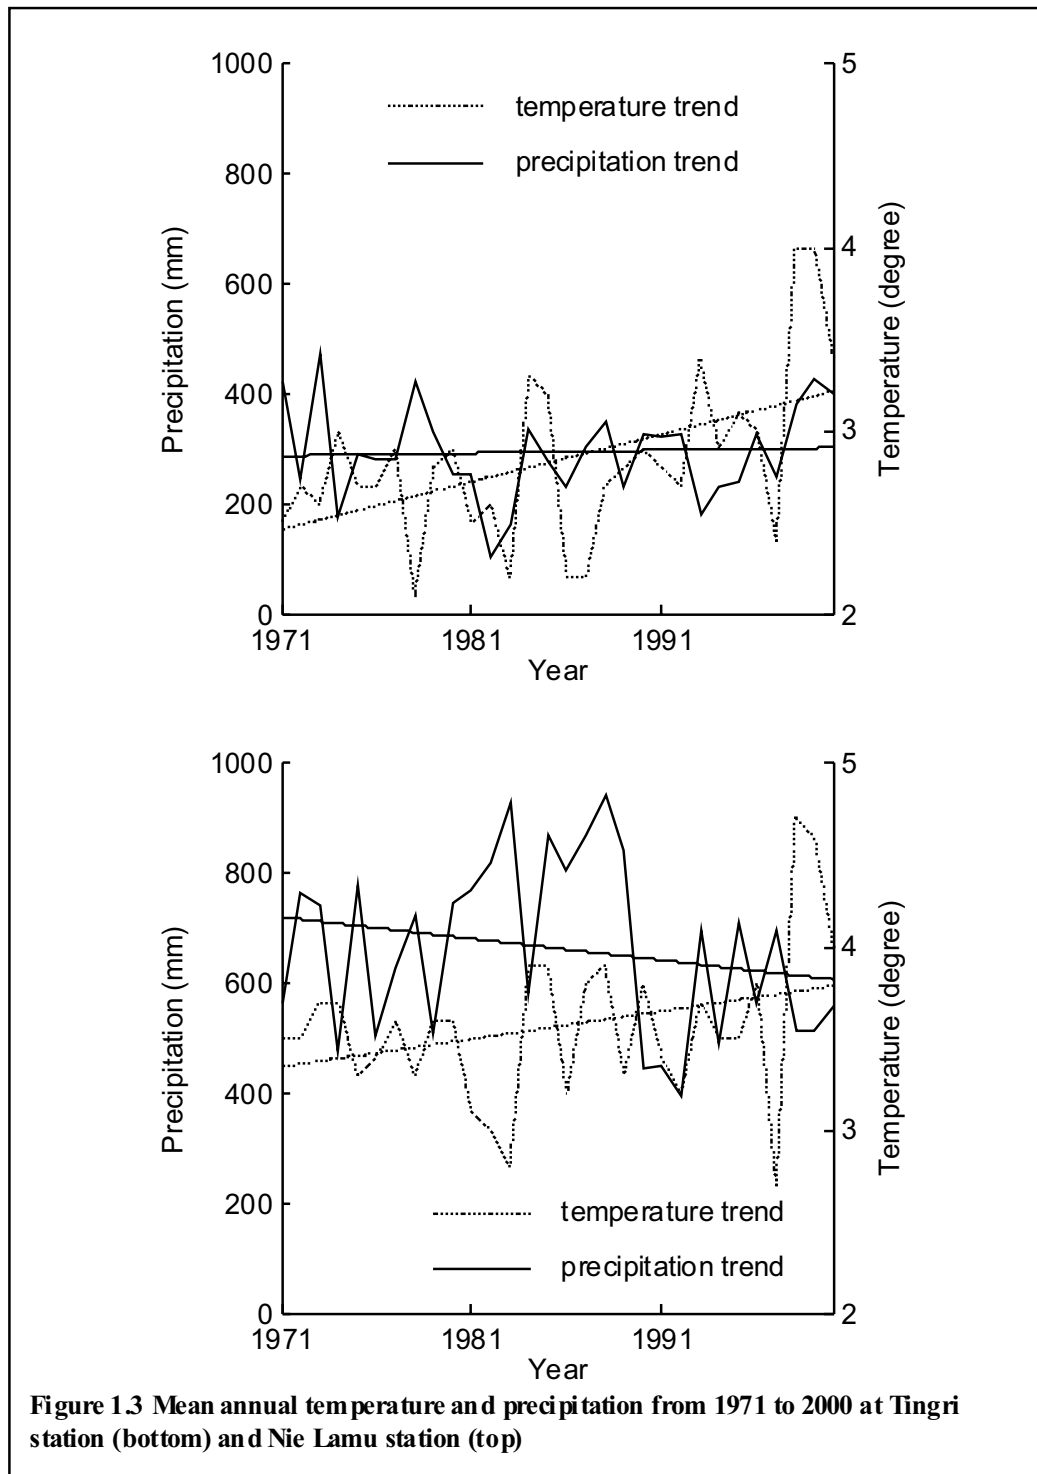 1000
800
600
400
200
0
Precipitation (mm)
temperature trend
precipitation trend
5
4
3
2
Temperature (degree)
1971 1981 1991
Year
1000
800
600
400
200
0
Precipitation (mm)
5
4
3
2
Temperature (degree)
temperature trend
precipitation trend
1971 1981 1991
Year
Figure 1.3 Mean annual temperature and precipitation from 1971 to 2000 at Tingri
station (bottom) and Nie Lamu station (top)